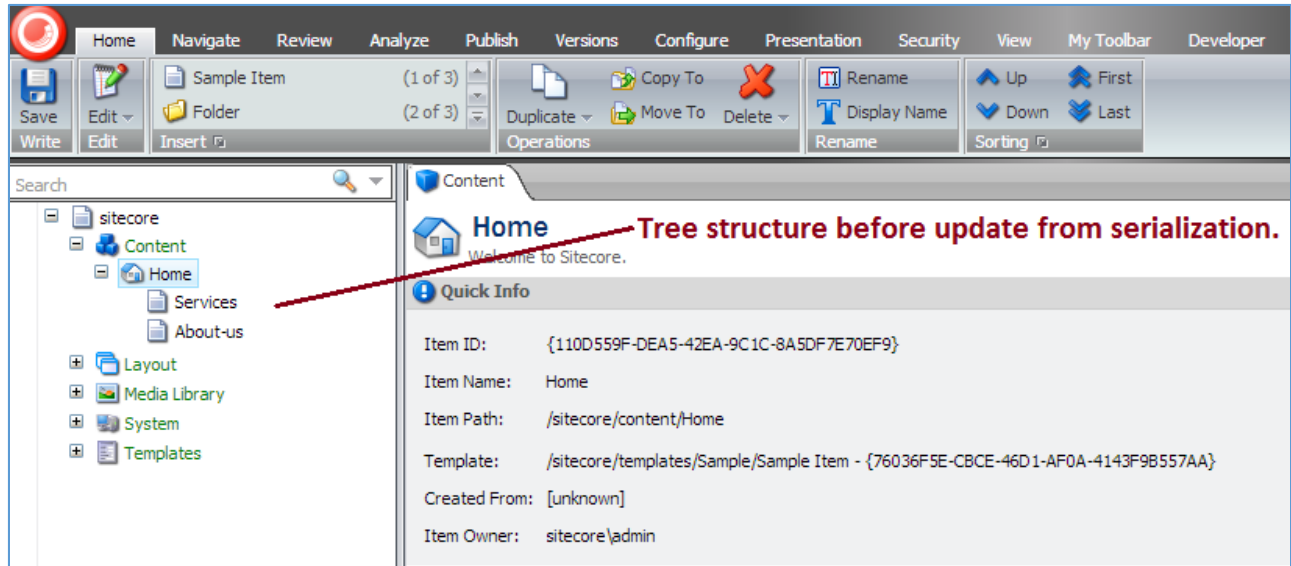 Home Navigate Review Analyze Publish Versions Configure Presentation Security View My Toolbar Developer
Sample Item (1 of 3) Copy To Rename Up First
Folder (2 of 3) Move To Display Name Down Last
Save Edit Duplicate Delete
Write Edit Insert Operations Rename Sorting
Search
sitecore
Content
Home
Services
About-us
Layout
Media Library
System
Templates
Content
Home
Tree structure before update from serialization.
Welcome to Sitecore.
Quick Info
Item ID: {110D559F-DEA5-42EA-9C1C-8A5DF7E70EF9}
Item Name: Home
Item Path: /sitecore/content/Home
Template: /sitecore/templates/Sample/Sample Item - {76036F5E-CBCE-46D1-AF0A-4143F9B557AA}
Created From: [unknown]
Item Owner: sitecore\admin